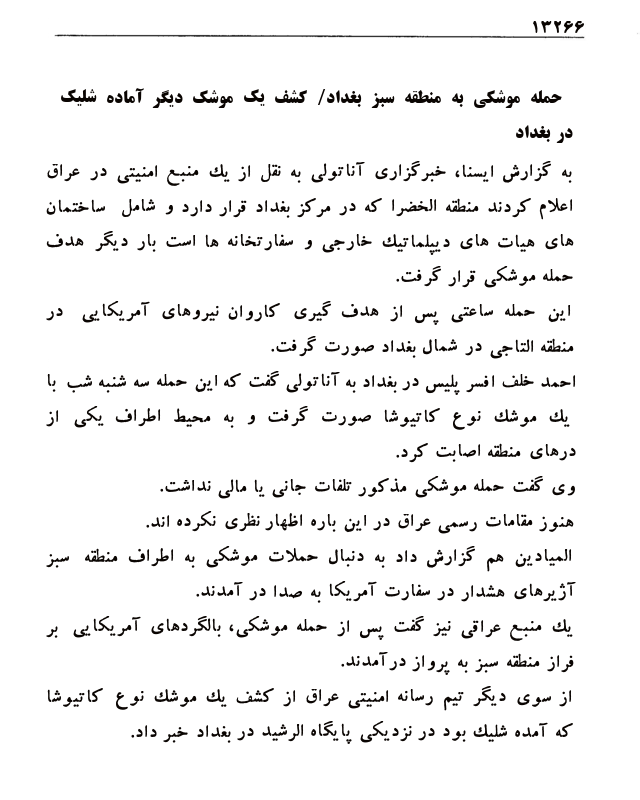 ۱۳۲۶۶
حمله موشکی به منطقه سبز بغداد/ کشف یک موشک دیگر آماده شلیک
در بغداد
به گزارش ایسنا، خبرگزاری آناتولی به نقل از یك منبع امنیتی در عراق
اعلام کردند منطقه الخضرا که در مرکز بغداد قرار دارد و شامل ساختمان
های هیات های دیپلماتیك خارجی و سفارتخانه ها است بار دیگر هدف
حمله موشکی قرار گرفت.
این حمله ساعتی پس از هدف گیری کاروان نیروهای آمریکایی در
منطقه التاجی در شمال بغداد صورت گرفت.
احمد خلف افسر پلیس در بغداد به آناتولی گفت که این حمله سه شنبه شب با
یك موشك نوع کاتیوشا صورت گرفت و به محیط اطراف یکی از
درهای منطقه اصابت کرد.
وی گفت حمله موشکی مذکور تلفات جانی یا مالی نداشت.
هنوز مقامات رسمی عراق در این باره اظهار نظری نکرده اند.
المیادین هم گزارش داد به دنبال حملات موشکی به اطراف منطقه سبز
آژیرهای هشدار در سفارت آمریکا به صدا در آمدند.
یك منبع عراقی نیز گفت پس از حمله موشکی، بالگردهای آمریکایی بر
فراز منطقه سبز به پرواز درآمدند.
از سوی دیگر تیم رسانه امنیتی عراق از کشف یك موشك نوع کاتیوشا
که آمده شلیك بود در نزدیکی پایگاه الرشید در بغداد خبر داد.